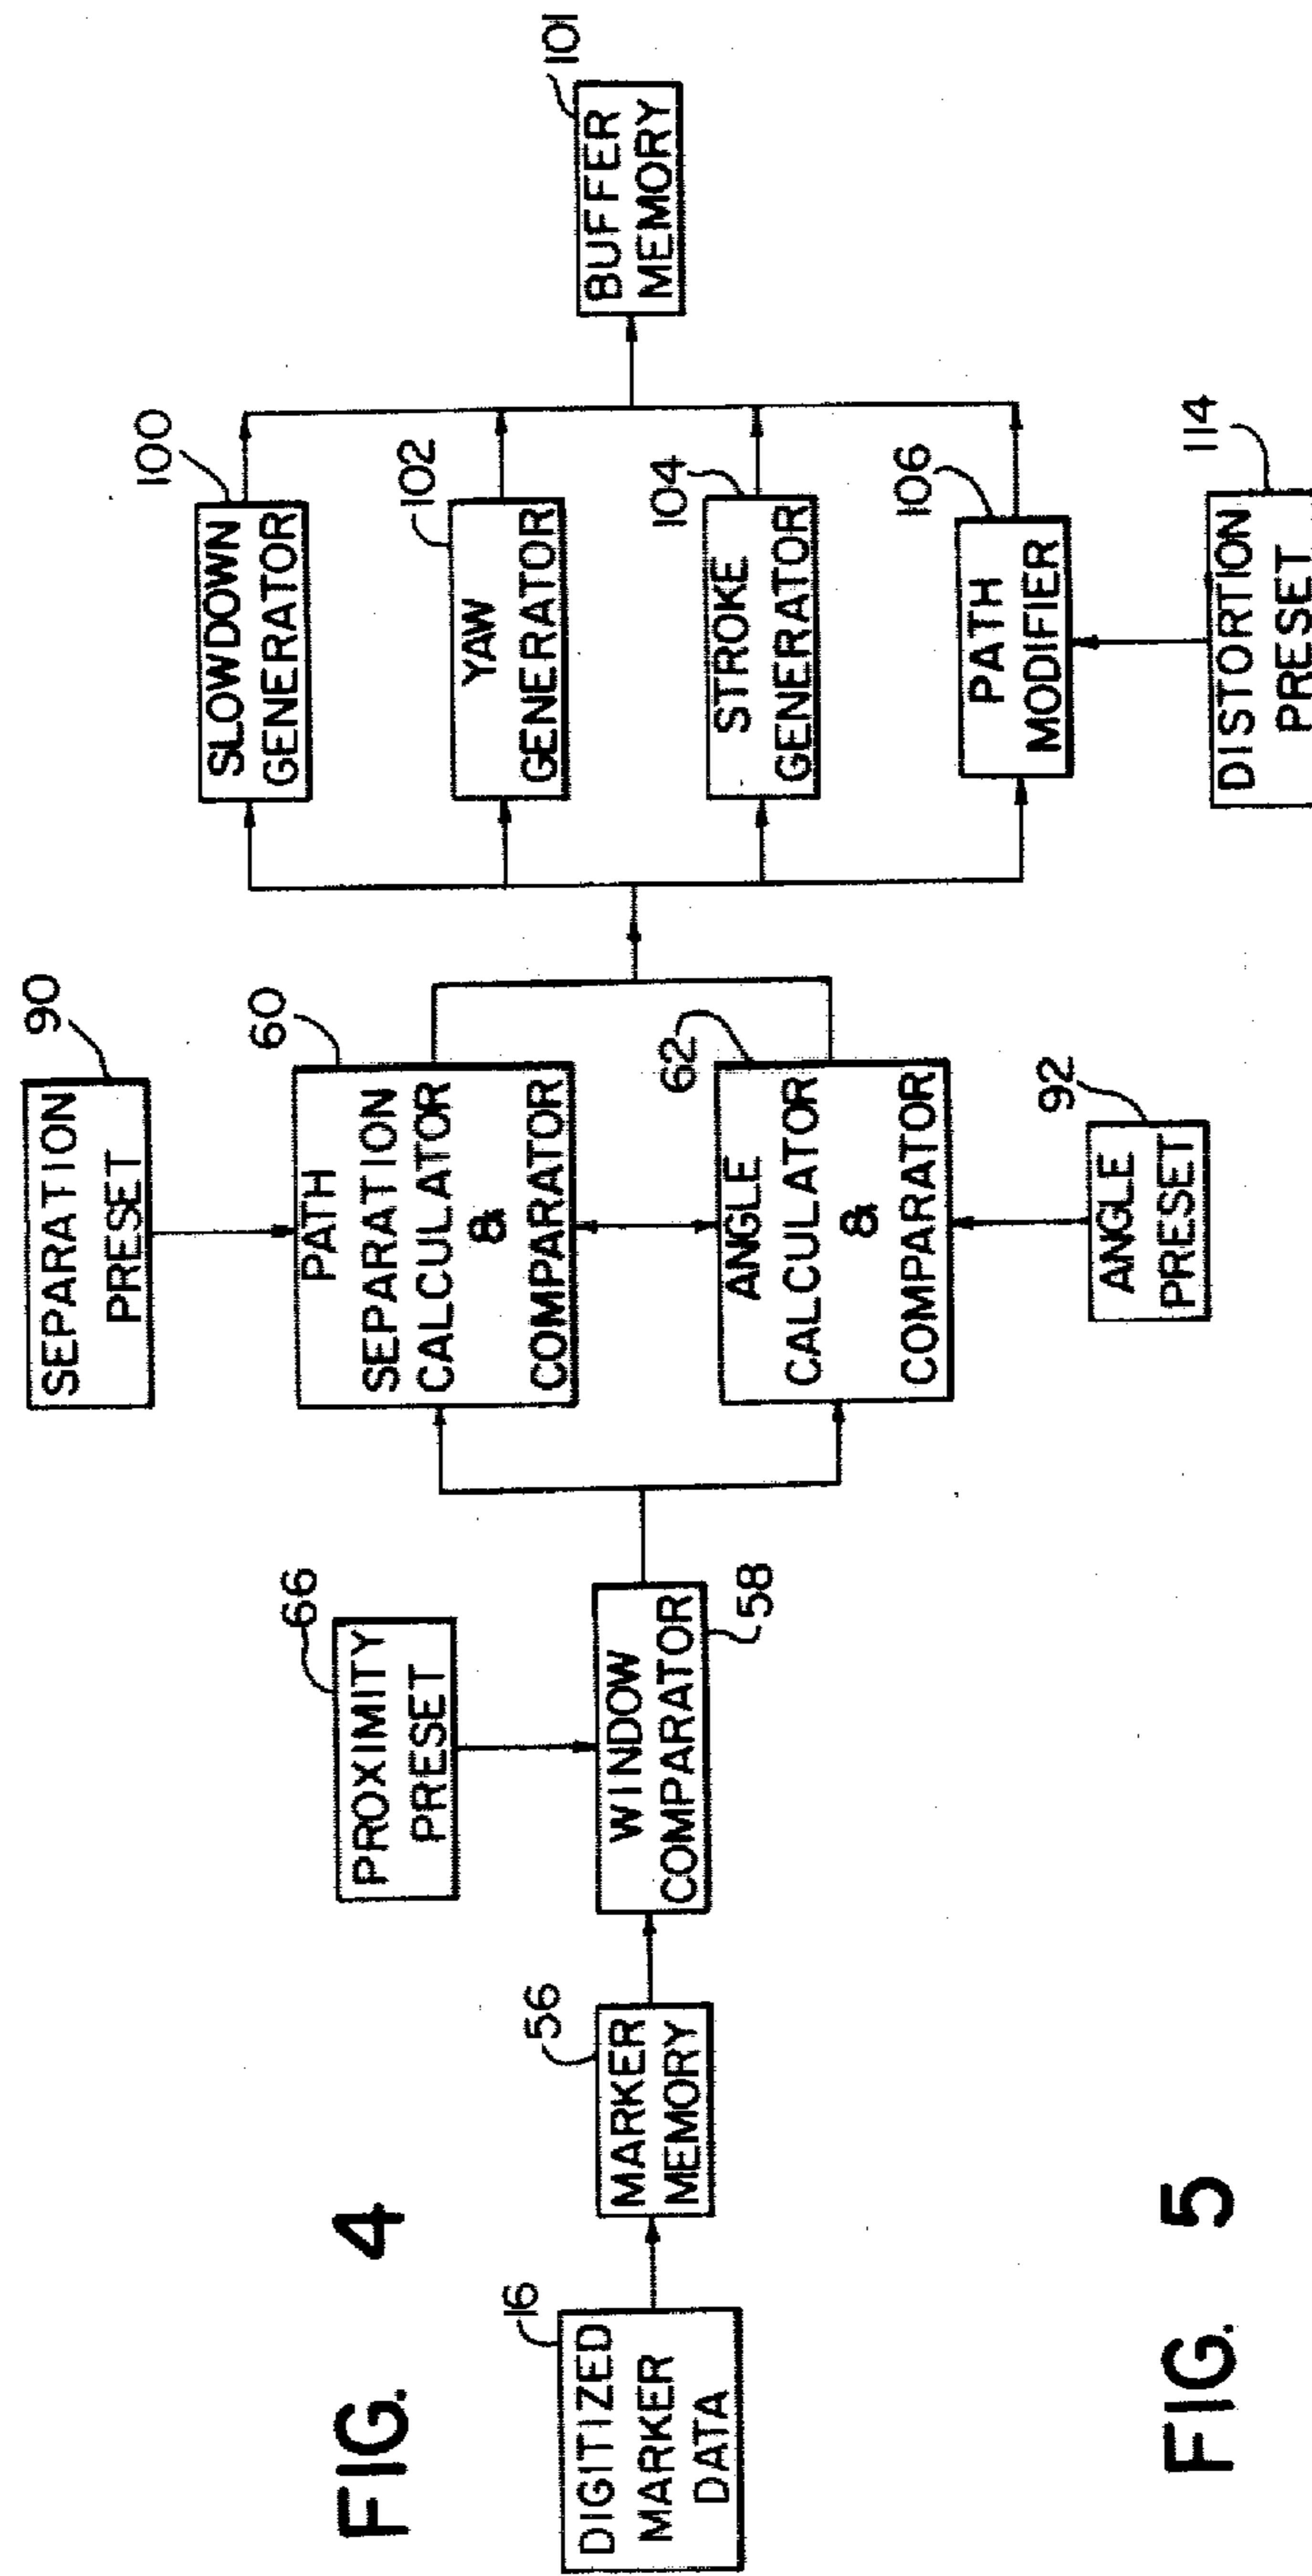 FIG. 4
16
DIGITIZED
MARKER
DATA
56
MARKER
MEMORY
66
PROXIMITY
PRESET
WINDOW
COMPARATOR
58
90
SEPARATION
PRESET
60
PATH
SEPARATION
CALCULATOR
&
COMPARATOR
62
ANGLE
CALCULATOR
&
COMPARATOR
92
ANGLE
PRESET
100
SLOWDOWN
GENERATOR
102
YAW
GENERATOR
104
STROKE
GENERATOR
106
PATH
MODIFIER
114
DISTORTION
PRESET
101
BUFFER
MEMORY
FIG. 5